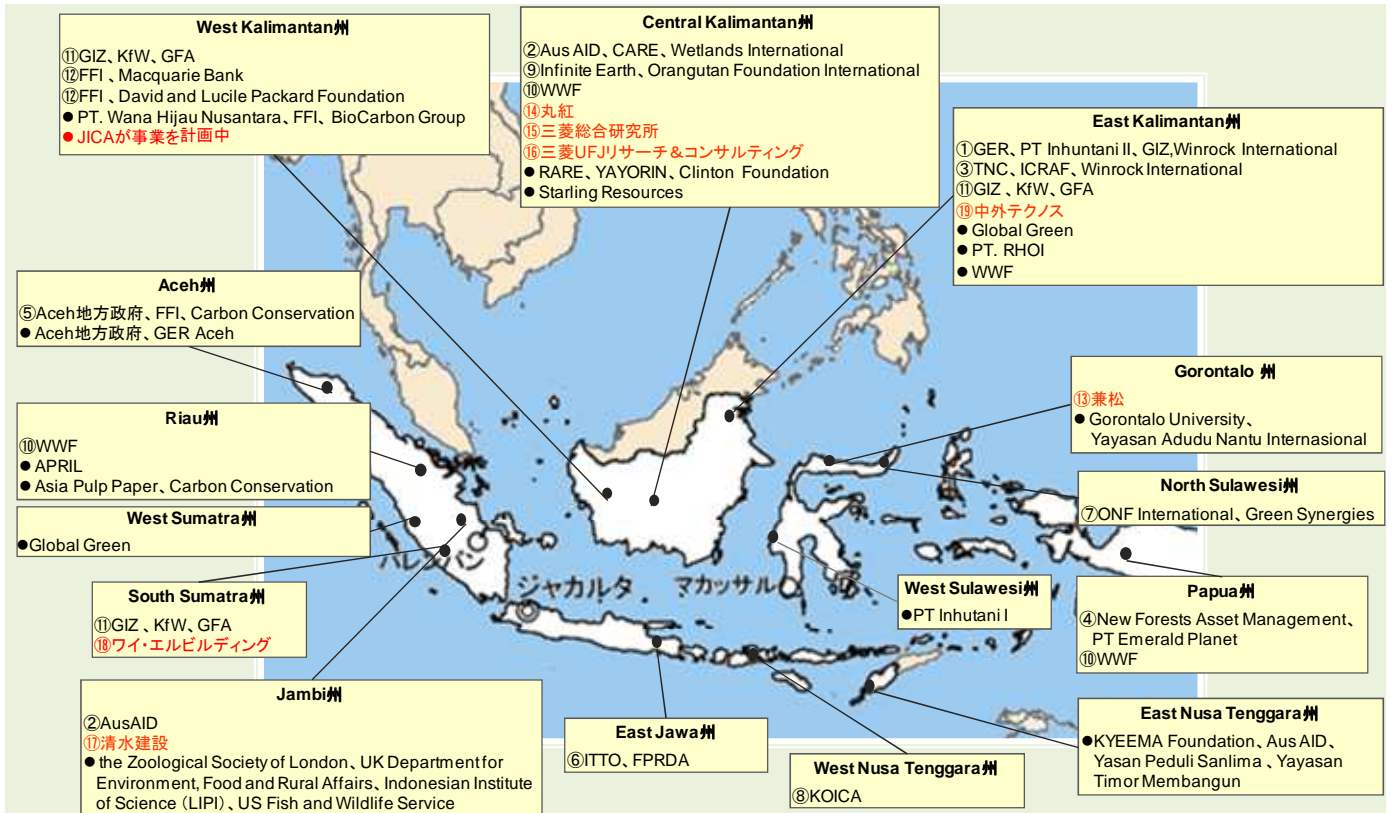 West Kalimantan州
⑪GIZ、KfW、GFA
⑫FFI 、Macquarie Bank
⑫FFI 、David and Lucile Packard Foundation
● PT. Wana Hijau Nusantara、FFI、BioCarbon Group
● JICAが事業を計画中
Central Kalimantan州
②Aus AID、CARE、Wetlands International
⑨Infinite Earth、Orangutan Foundation International
⑩WWF
⑭丸紅
⑮三菱総合研究所
⑯三菱UFJリサーチ&コンサルティング
● RARE、YAYORIN、Clinton Foundation
● Starling Resources
East Kalimantan州
①GER、PT Inhuntani II、GIZ,Winrock International
③TNC、ICRAF、Winrock International
⑪GIZ、KfW、GFA
⑲中外テクノス
● Global Green
● PT. RHOI
● WWF
Aceh州
⑤Aceh地方政府、FFI、Carbon Conservation
● Aceh地方政府、GER Aceh
Riau州
⑩WWF
● APRIL
● Asia Pulp Paper、Carbon Conservation
West Sumatra州
●Global Green
South Sumatra州
⑪GIZ 、KfW、GFA
⑱ワイ・エルビルディング
Jambi州
②AusAID
⑰清水建設
● the Zoological Society of London、UK Department for
Environment, Food and Rural Affairs、Indonesian Institute
of Science (LIPI)、US Fish and Wildlife Service
パレンバン
ジャカルタ
マカッサル
East Jawa州
⑥ITTO、FPRDA
West Nusa Tenggara州
⑧KOICA
West Sulawesi州
●PT Inhutani I
Gorontalo 州
⑬兼松
● Gorontalo University、
Yayasan Adudu Nantu Internasional
North Sulawesi州
⑦ONF International、Green Synergies
Papua州
④New Forests Asset Management、
PT Emerald Planet
⑩WWF
East Nusa Tenggara州
●KYEEMA Foundation、Aus AID、
Yasan Peduli Sanlima 、Yayasan
Timor Membangun